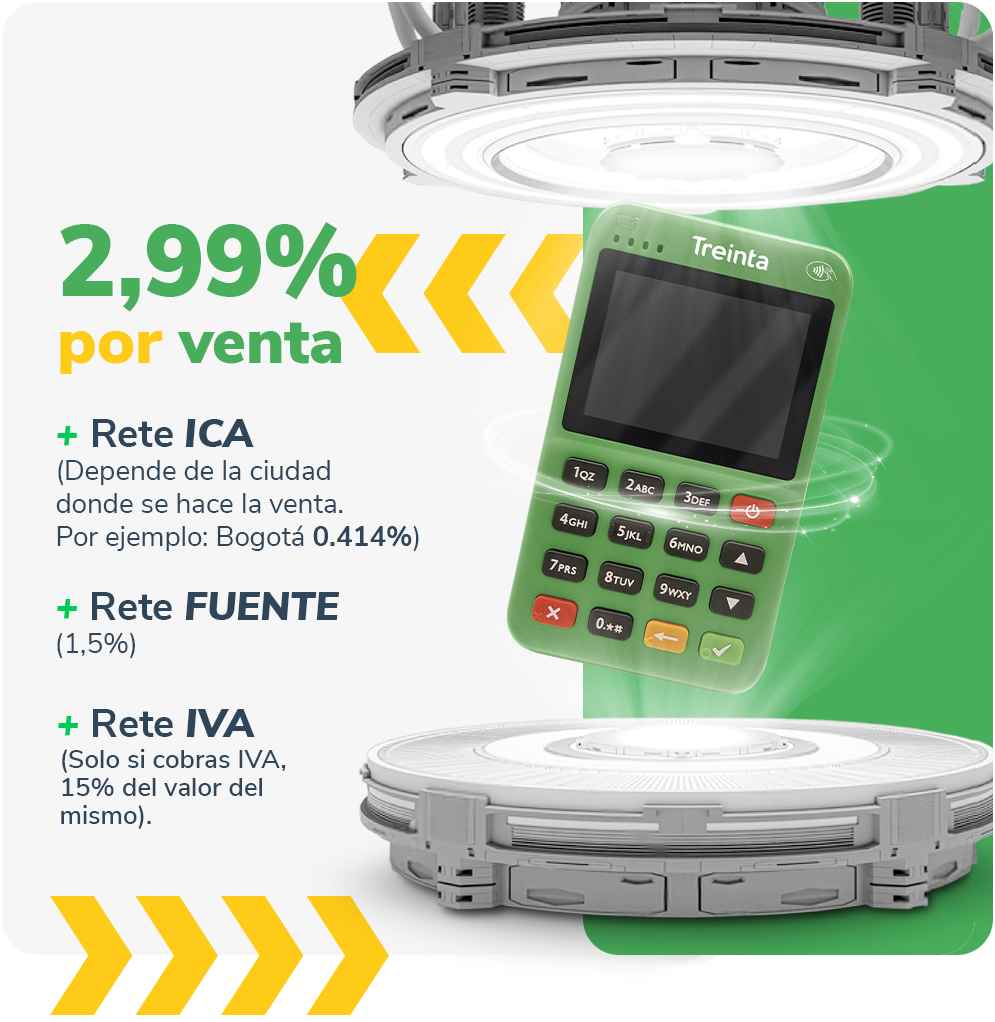 2,99%
por venta
+ Rete ICA
(Depende de la ciudad
donde se hace la venta.
Por ejemplo: Bogotá 0.414%)
+ Rete FUENTE
(1,5%)
+ Rete IVA
(Solo si cobras IVA,
15% del valor del
mismo).
Treinta
1QZ 2ABC 3DEF
4GHI 5JKL 6MNO
7PRS 8TUV 9WXY
0.*#